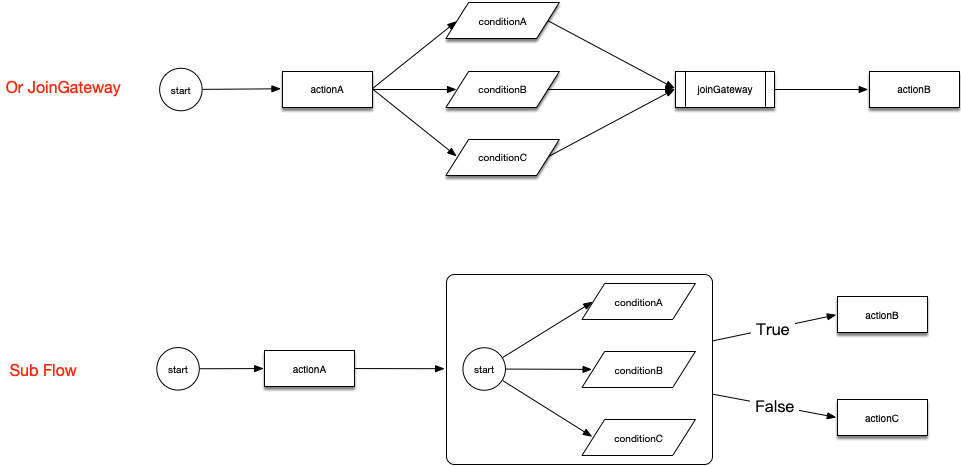 conditionA
Or JoinGateway
start
actionA
conditionB
joinGateway
actionB
conditionC
conditionA
True
actionB
Sub Flow
start
actionA
start
conditionB
False
actionC
conditionC